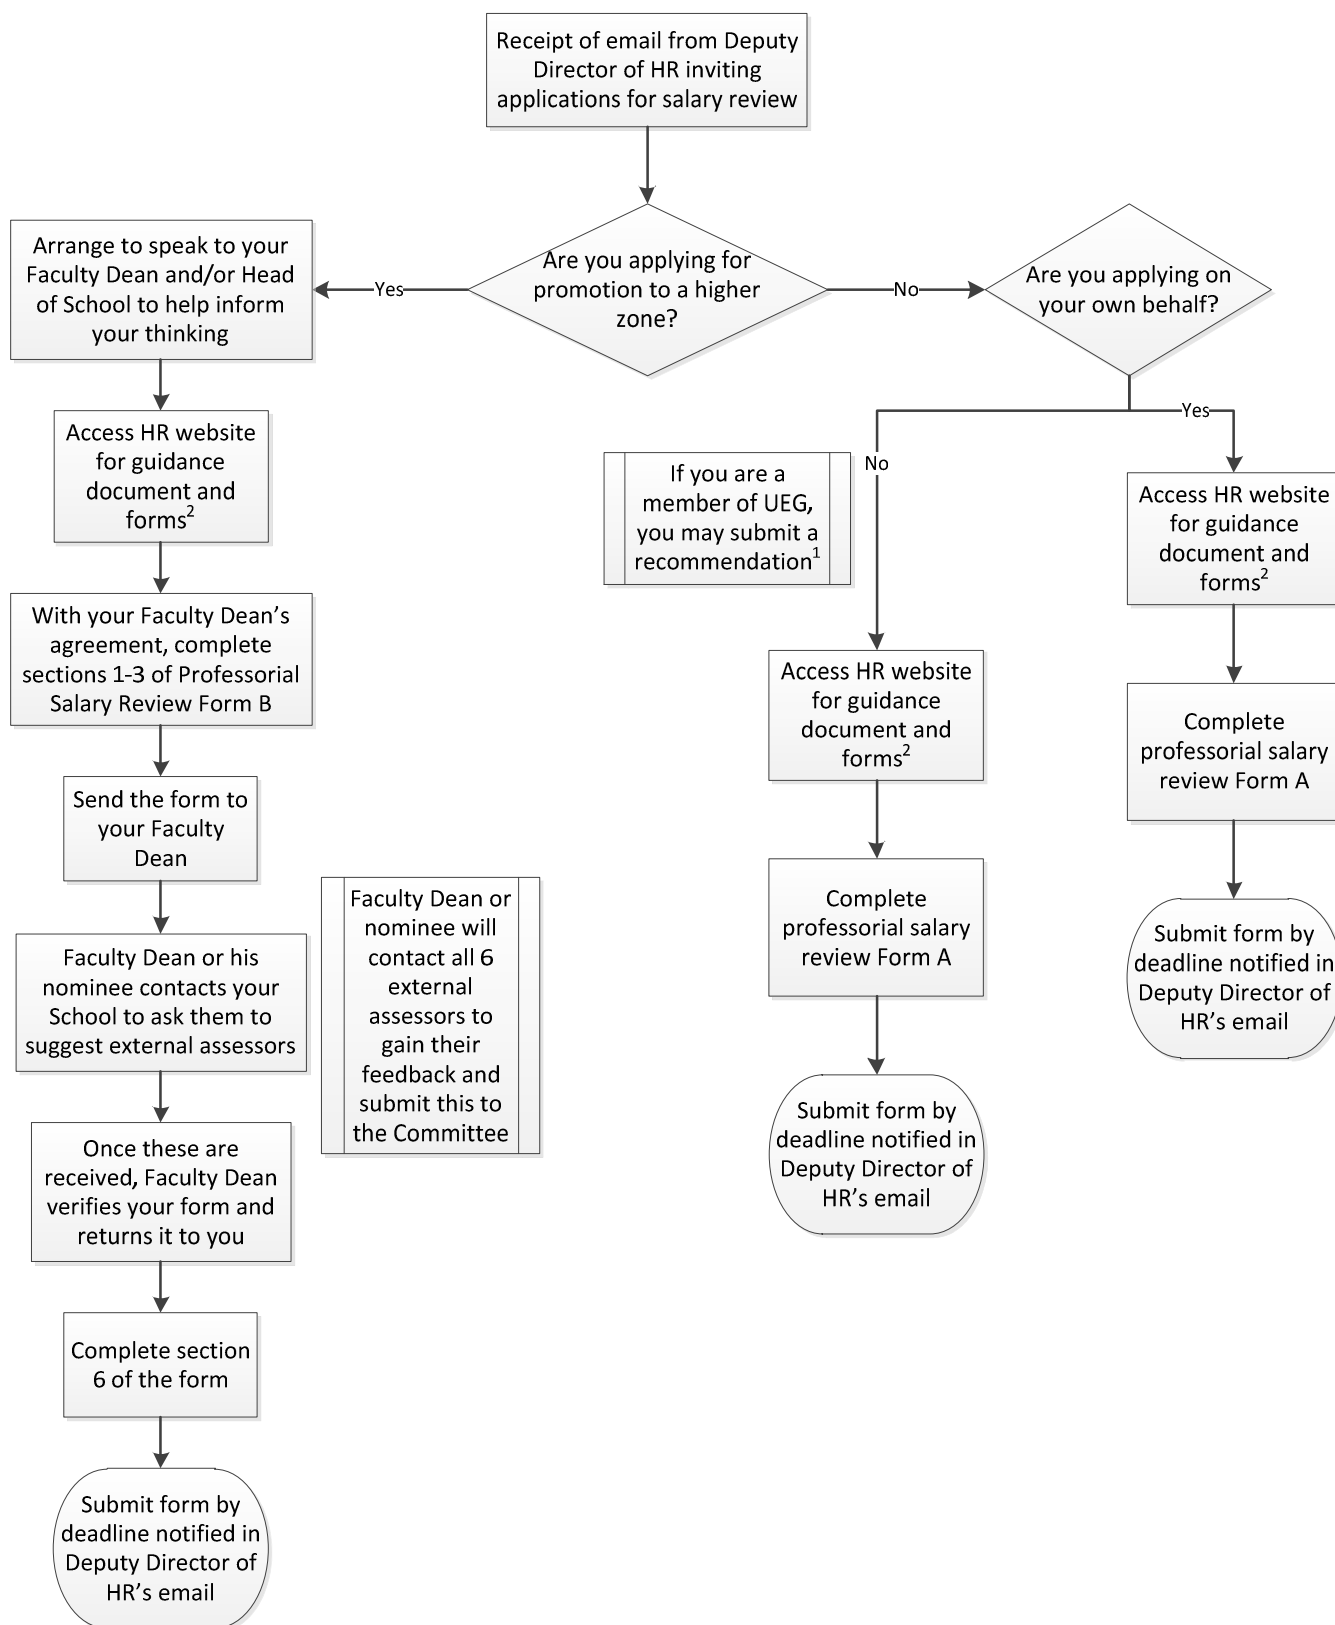 Receipt of email from Deputy
Director of HR inviting
applications for salary review
Are you applying for
promotion to a higher
zone?
Yes
No
Arrange to speak to your
Faculty Dean and/or Head
of School to help inform
your thinking
Access HR website
for guidance
document and
forms2
With your Faculty Dean’s
agreement, complete
sections 1-3 of Professorial
Salary Review Form B
Send the form to
your Faculty
Dean
Faculty Dean or his
nominee contacts your
School to ask them to
suggest external assessors
Once these are
received, Faculty Dean
verifies your form and
returns it to you
Complete section
6 of the form
Submit form by
deadline notified in
Deputy Director of
HR’s email
Faculty Dean or
nominee will
contact all 6
external
assessors to
gain their
feedback and
submit this to
the Committee
Are you applying on
your own behalf?
No
Yes
If you are a
member of UEG,
you may submit a
recommendation1
Access HR website
for guidance
document and
forms2
Complete
professorial salary
review Form A
Submit form by
deadline notified in
Deputy Director of
HR’s email
Access HR website
for guidance
document and
forms2
Complete
professorial salary
review Form A
Submit form by
deadline notified in
Deputy Director of
HR’s email